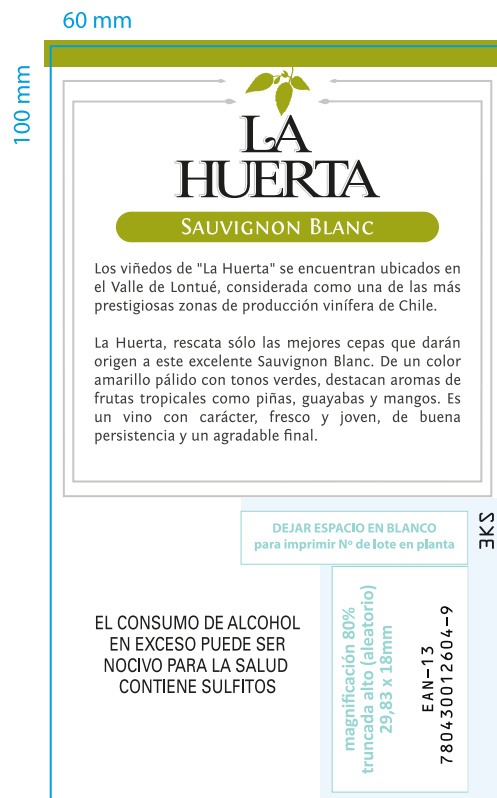 60 mm
100 mm
LA
HUERTA
SAUVIGNON BLANC
Los viñedos de "La Huerta" se encuentran ubicados en
el Valle de Lontué, considerada como una de las más
prestigiosas zonas de producción vinífera de Chile.
La Huerta, rescata sólo las mejores cepas que darán
origen a este excelente Sauvignon Blanc. De un color
amarillo pálido con tonos verdes, destacan aromas de
frutas tropicales como piñas, guayabas y mangos. Es
un vino con carácter, fresco y joven, de buena
persistencia y un agradable final.
DEJAR ESPACIO EN BLANCO
para imprimir Nº de lote en planta
3KS
EL CONSUMO DE ALCOHOL
EN EXCESO PUEDE SER
NOCIVO PARA LA SALUD
CONTIENE SULFITOS
magnificación 80%
truncada alto (aleatorio)
29,83 x 18mm
EAN-13
780430012604-9